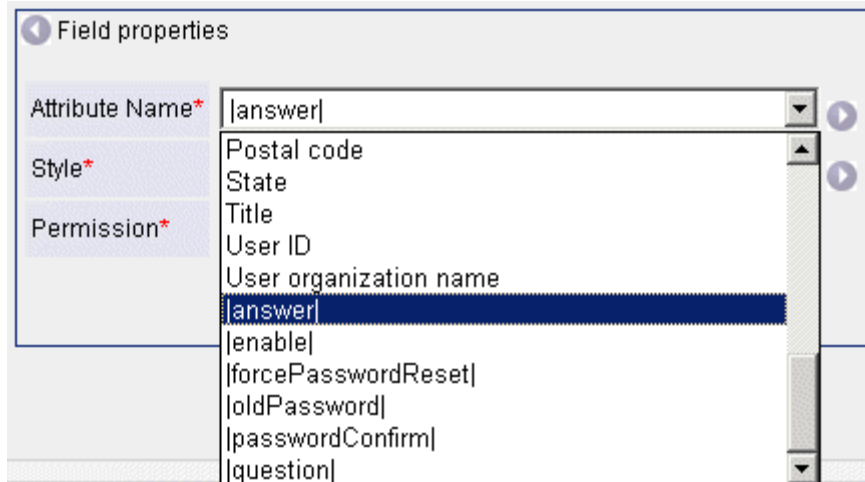 Field properties
Attribute Name* |answer|
Postal code
Style*
State
Title
Permission*
User ID
User organization name
|answer|
|enable|
|forcePasswordReset|
|oldPassword|
|passwordConfirm|
|question|